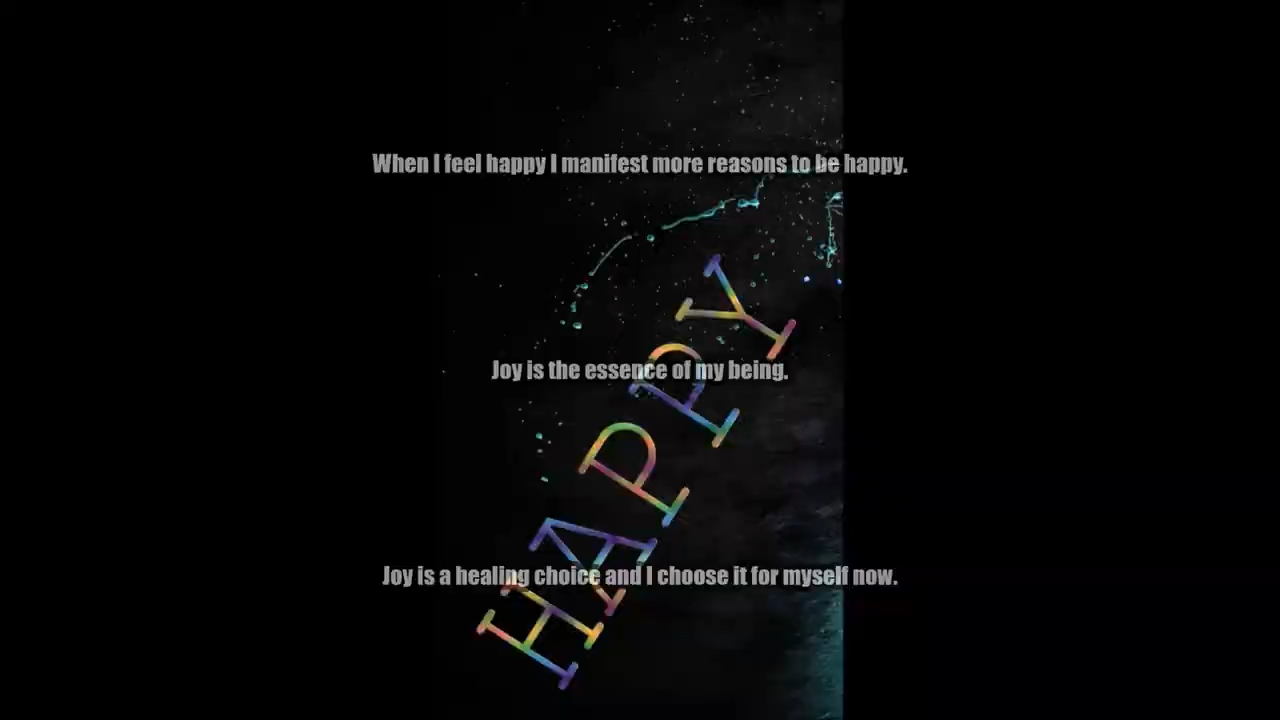 When I feel happy I manifest more reasons to be happy.
Joy is the essence of my being.
HAPPY
Joy is a healing choice and I choose it for myself now.